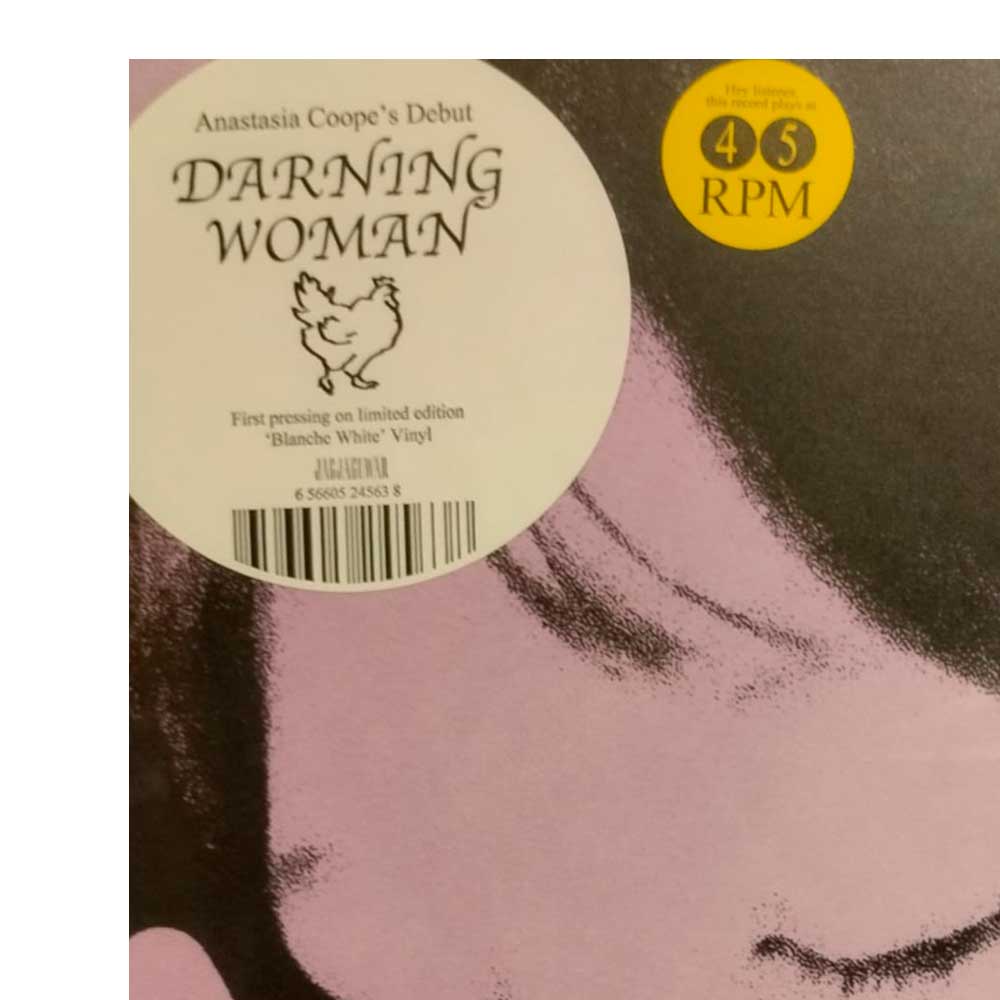 Anastasia Coope's Debut
DARNING
WOMAN
First pressing on limited edition
'Blanche White' Vinyl
JAGJAGUWAR
6 56605 24563 8
Hey listener,
this record plays at
45
RPM